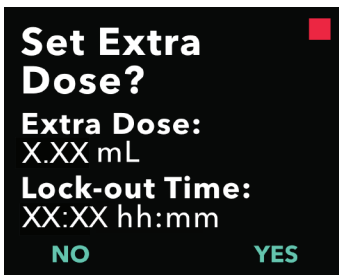 Set Extra
Dose?
Extra Dose:
X.XX mL
Lock-out Time:
XX:XX hh:mm
NO YES